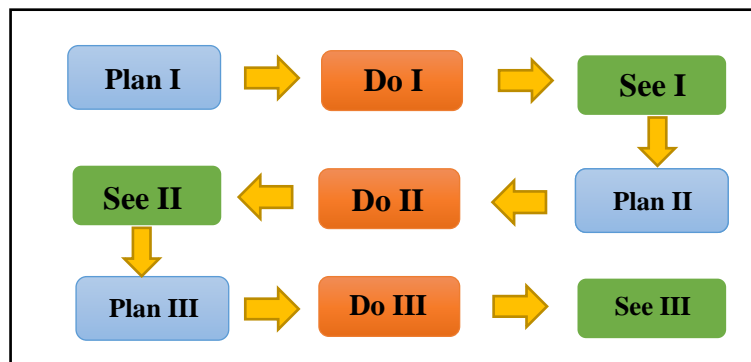 Plan I
Do I
See I
See II
Do II
Plan II
Plan III
Do III
See III